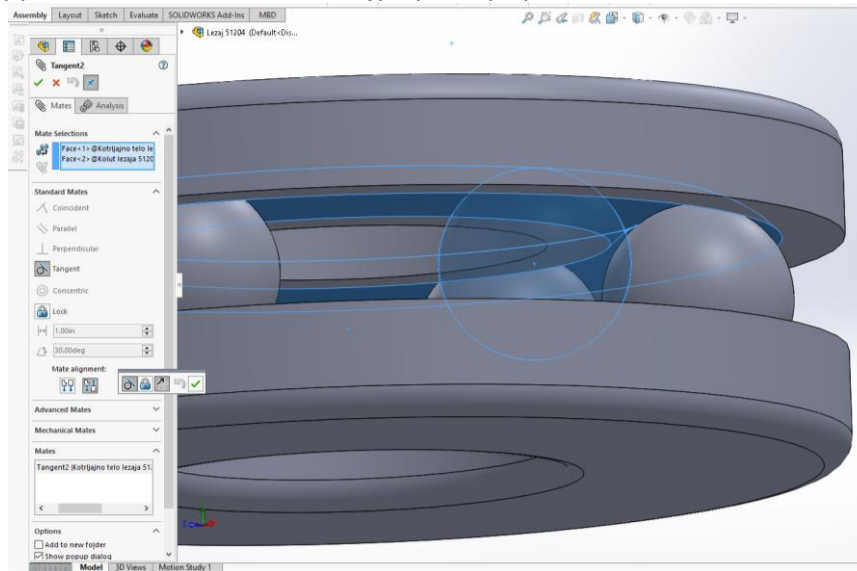 Assembly Layout Sketch Evaluate SOLIDWORKS Add-Ins MBD
Lezaj 51204 (Default<Dis...
Tangent2
Mates Analysis
Mate Selections
Face<1>@Kotrljajno telo le
Face<2>@Kolut lezaja 5120
Standard Mates
Coincident
Parallel
Perpendicular
Tangent
Concentric
Lock
1.00in
30.00deg
Mate alignment:
Advanced Mates
Mechanical Mates
Mates
Tangent2 (Kotrljajno telo lezaja 51
Options
Add to new folder
Show popup dialog
Model 3D Views Motion Study 1